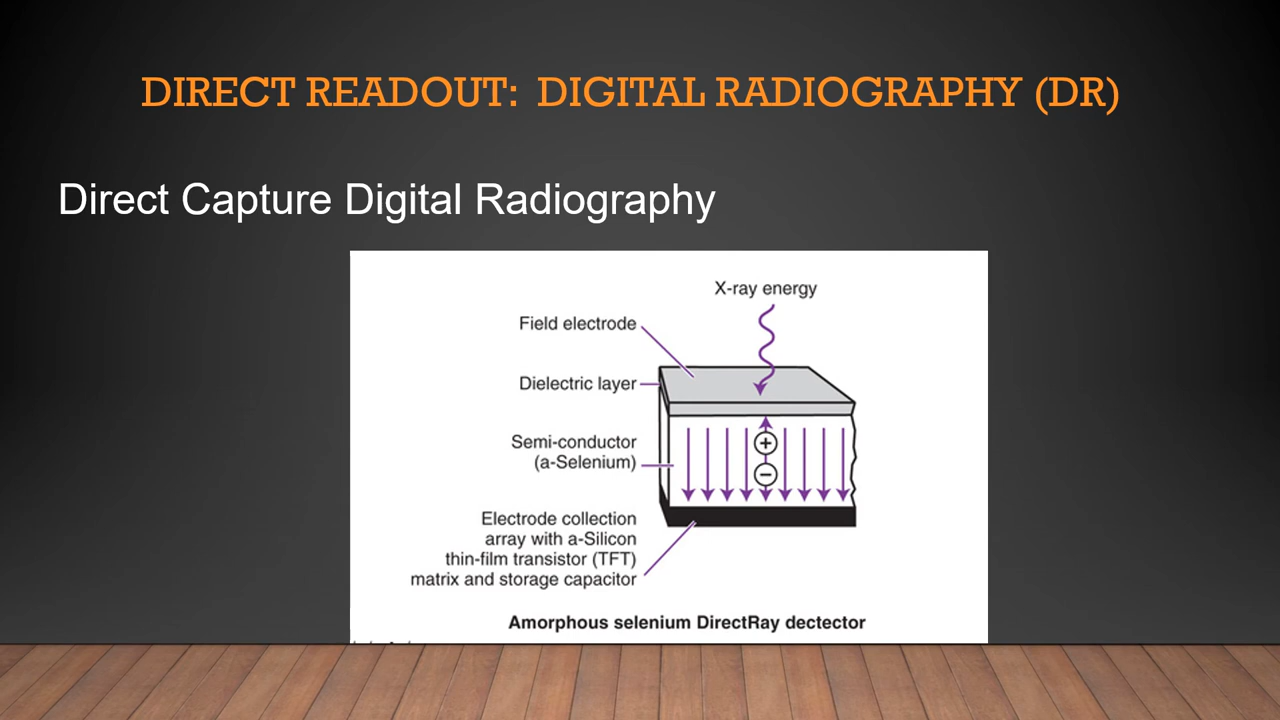 DIRECT READOUT: DIGITAL RADIOGRAPHY (DR)
Direct Capture Digital Radiography
X-ray energy
Field electrode
Dielectric layer
Semi-conductor
(a-Selenium)
+
−
Electrode collection
array with a-Silicon
thin-film transistor (TFT)
matrix and storage capacitor
Amorphous selenium DirectRay dectector